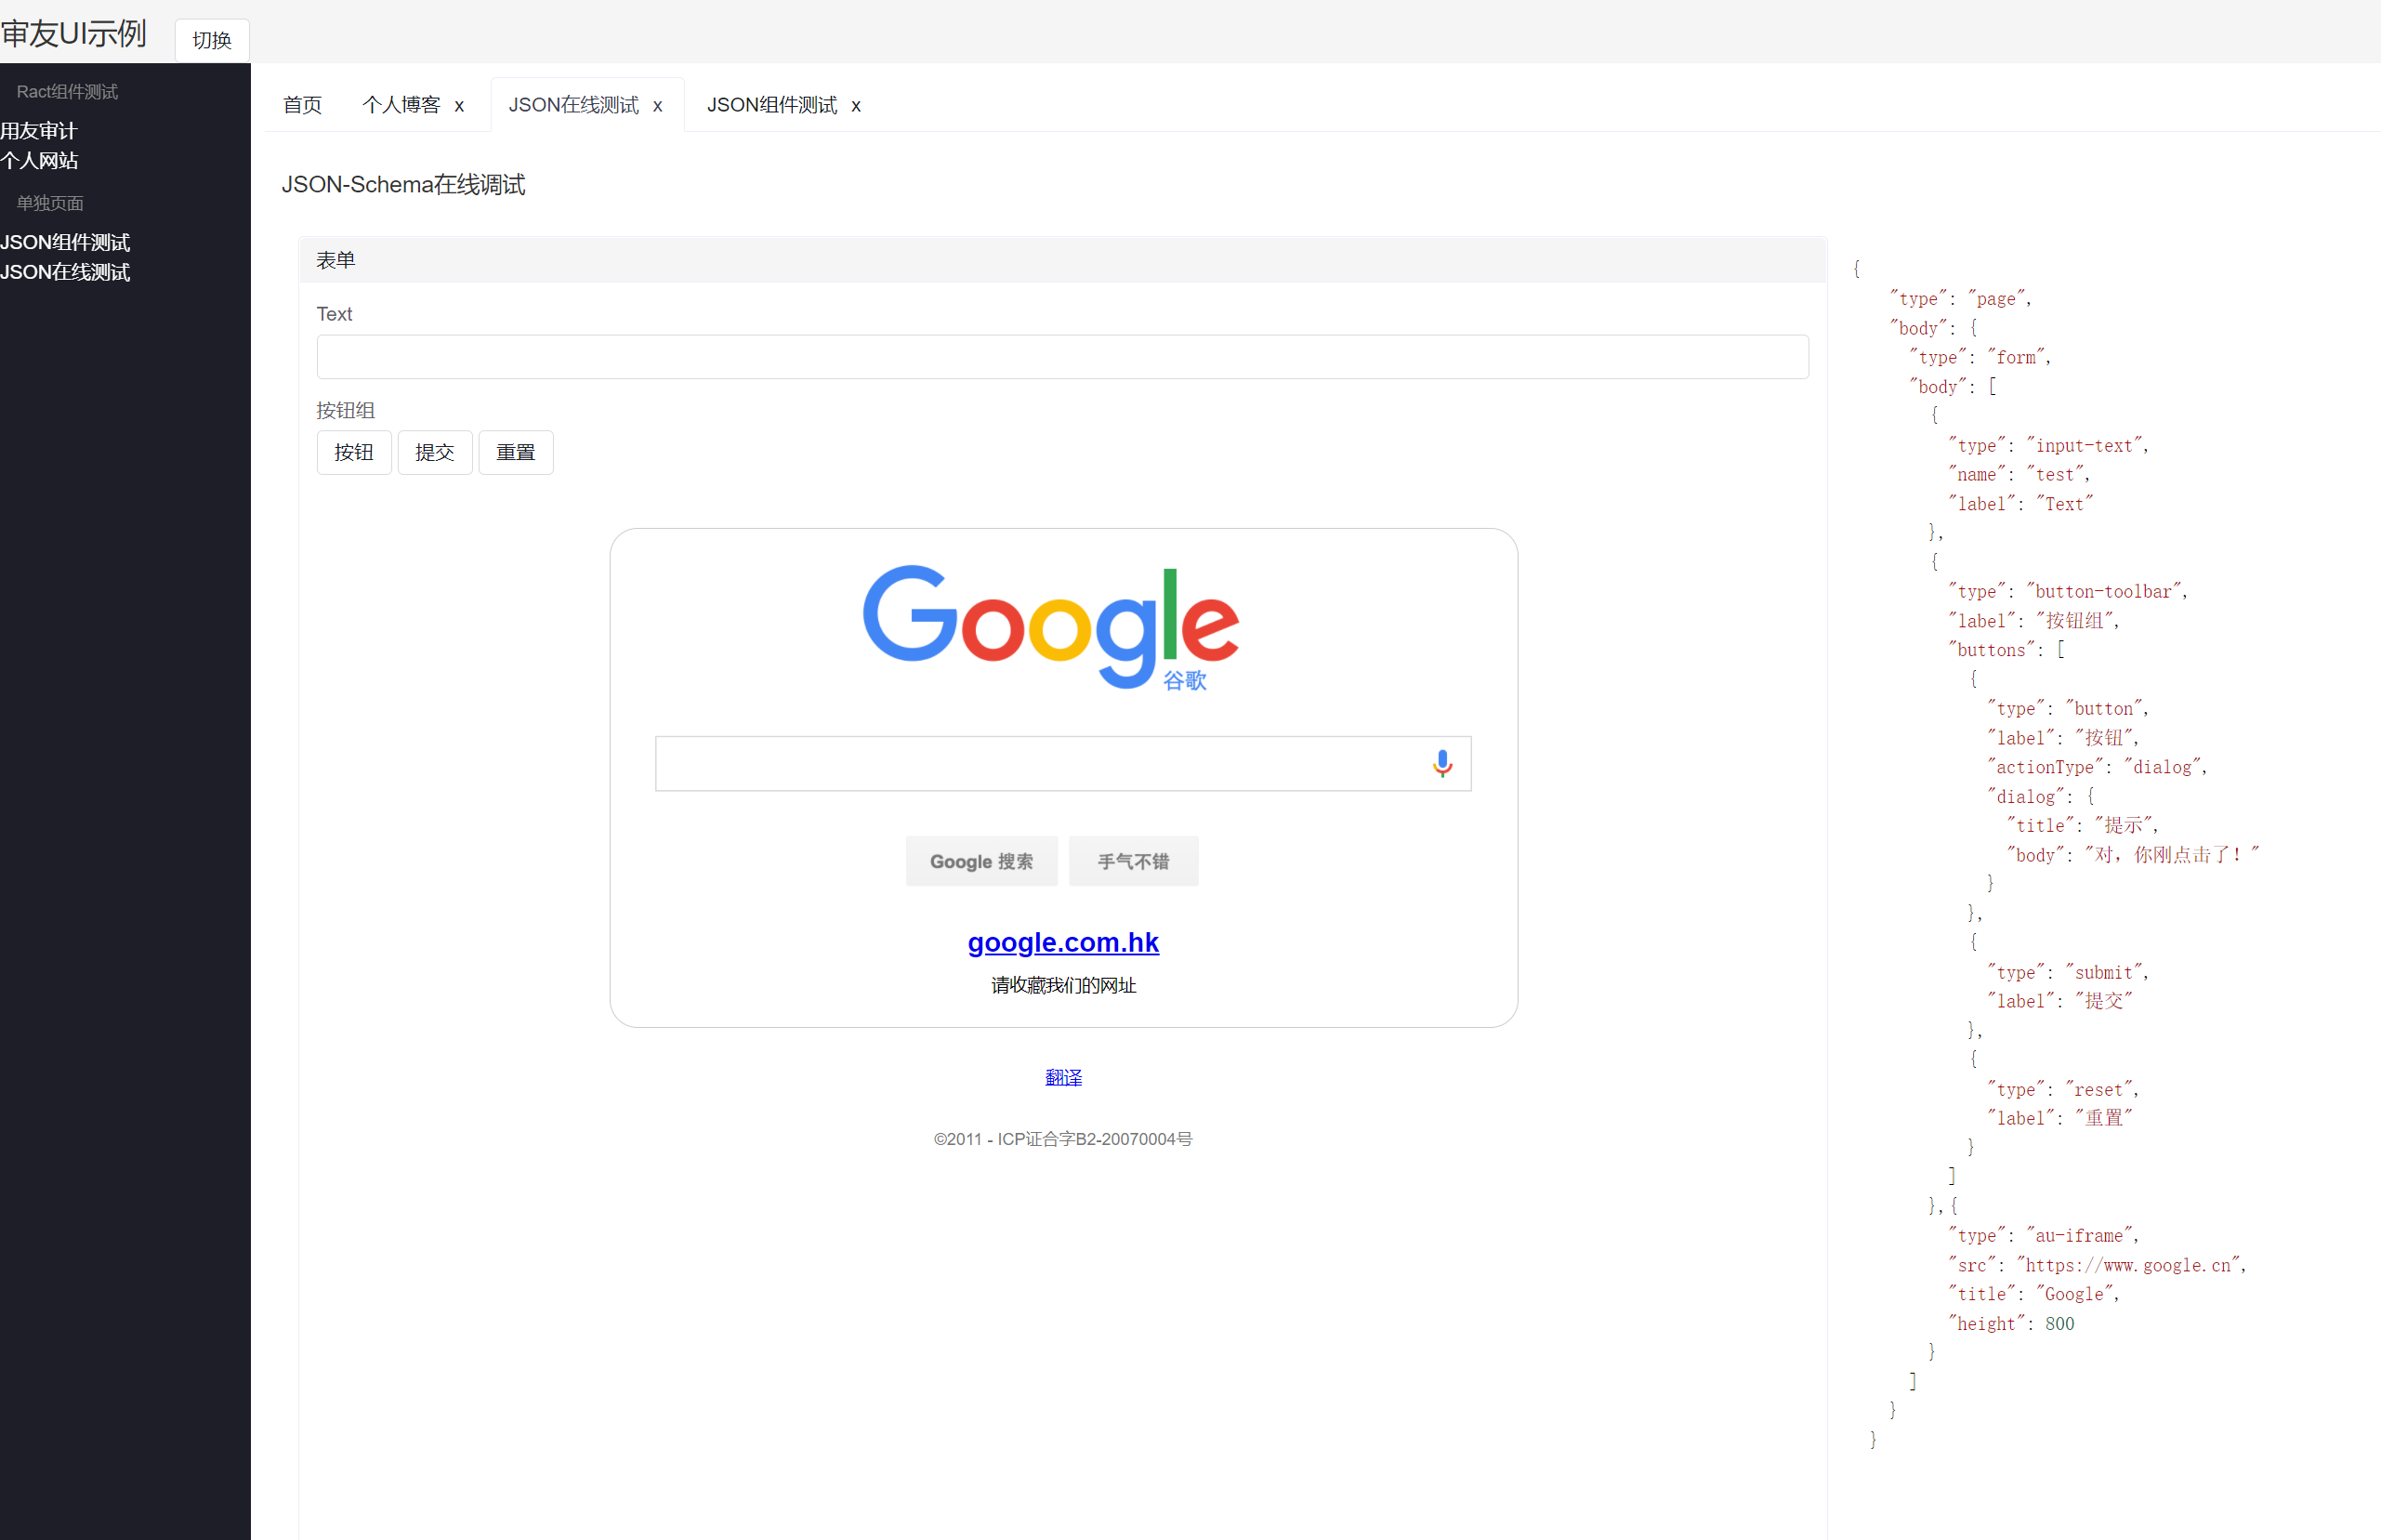 审友UI示例 切换
Ract组件测试
用友审计
个人网站
单独页面
JSON组件测试
JSON在线测试
首页 个人博客 x JSON在线测试 x JSON组件测试 x
JSON-Schema在线调试
表单
Text
按钮组
按钮 提交 重置
Google
谷歌
Google 搜索 手气不错
google.com.hk
请收藏我们的网址
翻译
©2011 - ICP证合字B2-20070004号
{
"type": "page",
"body": {
"type": "form",
"body": [
{
"type": "input-text",
"name": "test",
"label": "Text"
},
{
"type": "button-toolbar",
"label": "按钮组",
"buttons": [
{
"type": "button",
"label": "按钮",
"actionType": "dialog",
"dialog": {
"title": "提示",
"body": "对，你刚点击了！"
}
},
{
"type": "submit",
"label": "提交"
},
{
"type": "reset",
"label": "重置"
}
]
},{
"type": "au-iframe",
"src": "https://www.google.cn",
"title": "Google",
"height": 800
}
]
}
}